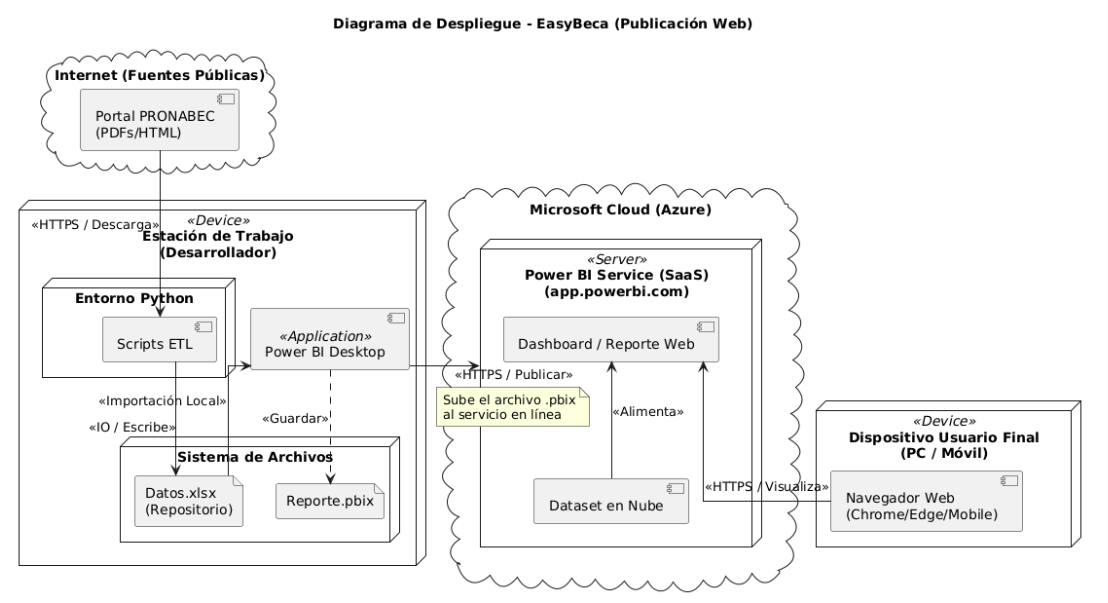 Diagrama de Despliegue - EasyBeca (Publicación Web)
Internet (Fuentes Públicas)
Portal PRONABEC
(PDFs/HTML)
«HTTPS / Descarga»
«Device»
Estación de Trabajo
(Desarrollador)
Entorno Python
Scripts ETL
«Application»
Power BI Desktop
«Importación Local»
«IO / Escribe»
«Guardar»
Sistema de Archivos
Datos.xlsx
(Repositorio)
Reporte.pbix
«HTTPS / Publicar»
Sube el archivo .pbix
al servicio en línea
Microsoft Cloud (Azure)
«Server»
Power BI Service (SaaS)
(app.powerbi.com)
Dashboard / Reporte Web
«Alimenta»
Dataset en Nube
«HTTPS / Visualiza»
«Device»
Dispositivo Usuario Final
(PC / Móvil)
Navegador Web
(Chrome/Edge/Mobile)